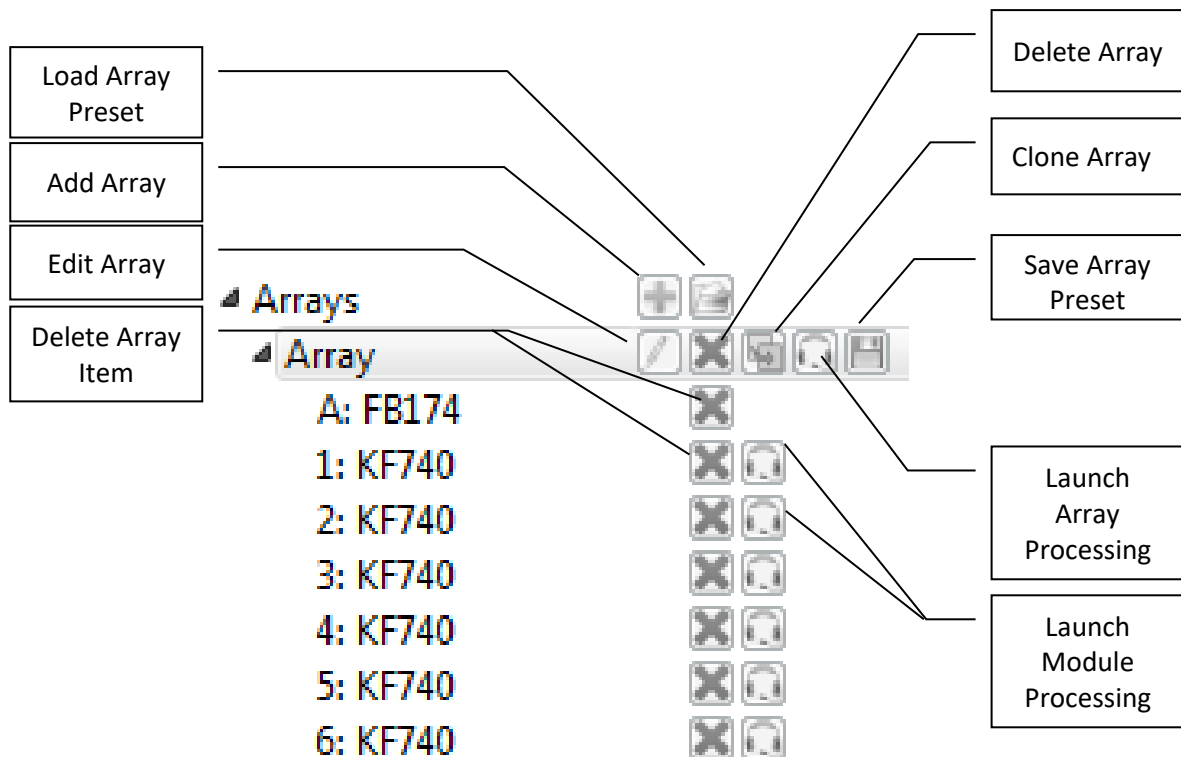 Load Array
Preset
Add Array
Edit Array
Delete Array
Item
Arrays
Array
A: FB174
1: KF740
2: KF740
3: KF740
4: KF740
5: KF740
6: KF740
Delete Array
Clone Array
Save Array
Preset
Launch
Array
Processing
Launch
Module
Processing